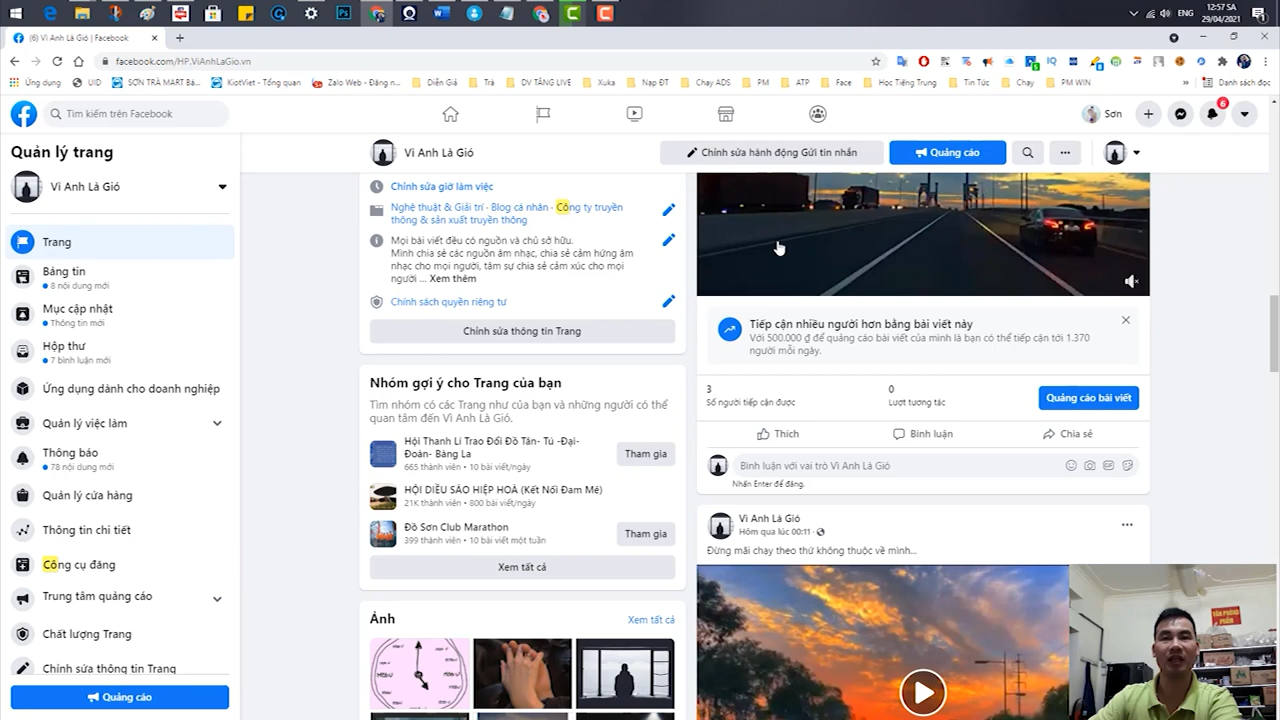 ENG
12:57 SA
29/04/2021
(6) Vì Anh Là Gió | Facebook
facebook.com/HP.ViAnhLaGio.vn
Ứng dụng
UID
SƠN TRÀ MART Bá...
KiotViet - Tổng quan
Zalo Web - Đăng n...
Diễn Giả
Trà
DV TĂNG LIVE
Xuka
Nạp ĐT
Chạy ADS
PM
ATP
Face
Học Tiếng Trung
Tin Tức
Chạy
PM WIN
»
Danh sách đọc
Tìm kiếm trên Facebook
Sơn
6
Quản lý trang
Vì Anh Là Gió
Trang
Bảng tin
8 nội dung mới
Mục cập nhật
Thông tin mới
Hộp thư
7 bình luận mới
Ứng dụng dành cho doanh nghiệp
Quản lý việc làm
Thông báo
78 nội dung mới
Quản lý cửa hàng
Thông tin chi tiết
Công cụ đăng
Trung tâm quảng cáo
Chất lượng Trang
Chỉnh sửa thông tin Trang
Quảng cáo
Vì Anh Là Gió
Chỉnh sửa hành động Gửi tin nhắn
Quảng cáo
Chỉnh sửa giờ làm việc
Nghệ thuật & Giải trí · Blog cá nhân · Công ty truyền
thông & sản xuất truyền thông
Mọi bài viết đều có nguồn và chủ sở hữu.
Mình chia sẻ các nguồn âm nhạc, chia sẻ cảm hứng âm
nhạc cho mọi người, tâm sự chia sẻ cảm xúc cho mọi
người ... Xem thêm
Chính sách quyền riêng tư
Chỉnh sửa thông tin Trang
Nhóm gợi ý cho Trang của bạn
Tìm nhóm có các Trang như của bạn và những người có thể
quan tâm đến Vì Anh Là Gió.
Hội Thanh Lí Trao Đổi Đồ Tân- Tú -Đại-
Đoàn- Bàng La
665 thành viên • 10 bài viết/ngày
Tham gia
HỘI DIỀU SÁO HIỆP HOÀ (Kết Nối Đam Mê)
21K thành viên • 800 bài viết/ngày
Đồ Sơn Club Marathon
399 thành viên • 10 bài viết một tuần
Tham gia
Xem tất cả
Ảnh
Xem tất cả
Tiếp cận nhiều người hơn bằng bài viết này
Với 500.000 ₫ để quảng cáo bài viết của mình là bạn có thể tiếp cận tới 1.370
người mỗi ngày.
3
Số người tiếp cận được
0
Lượt tương tác
Quảng cáo bài viết
Thích
Bình luận
Chia sẻ
Bình luận với vai trò Vì Anh Là Gió
Nhấn Enter để đăng.
Vì Anh Là Gió
Hôm qua lúc 00:11
Đừng mãi chạy theo thứ không thuộc về mình...
VĂN PHÒNG
PHẨM